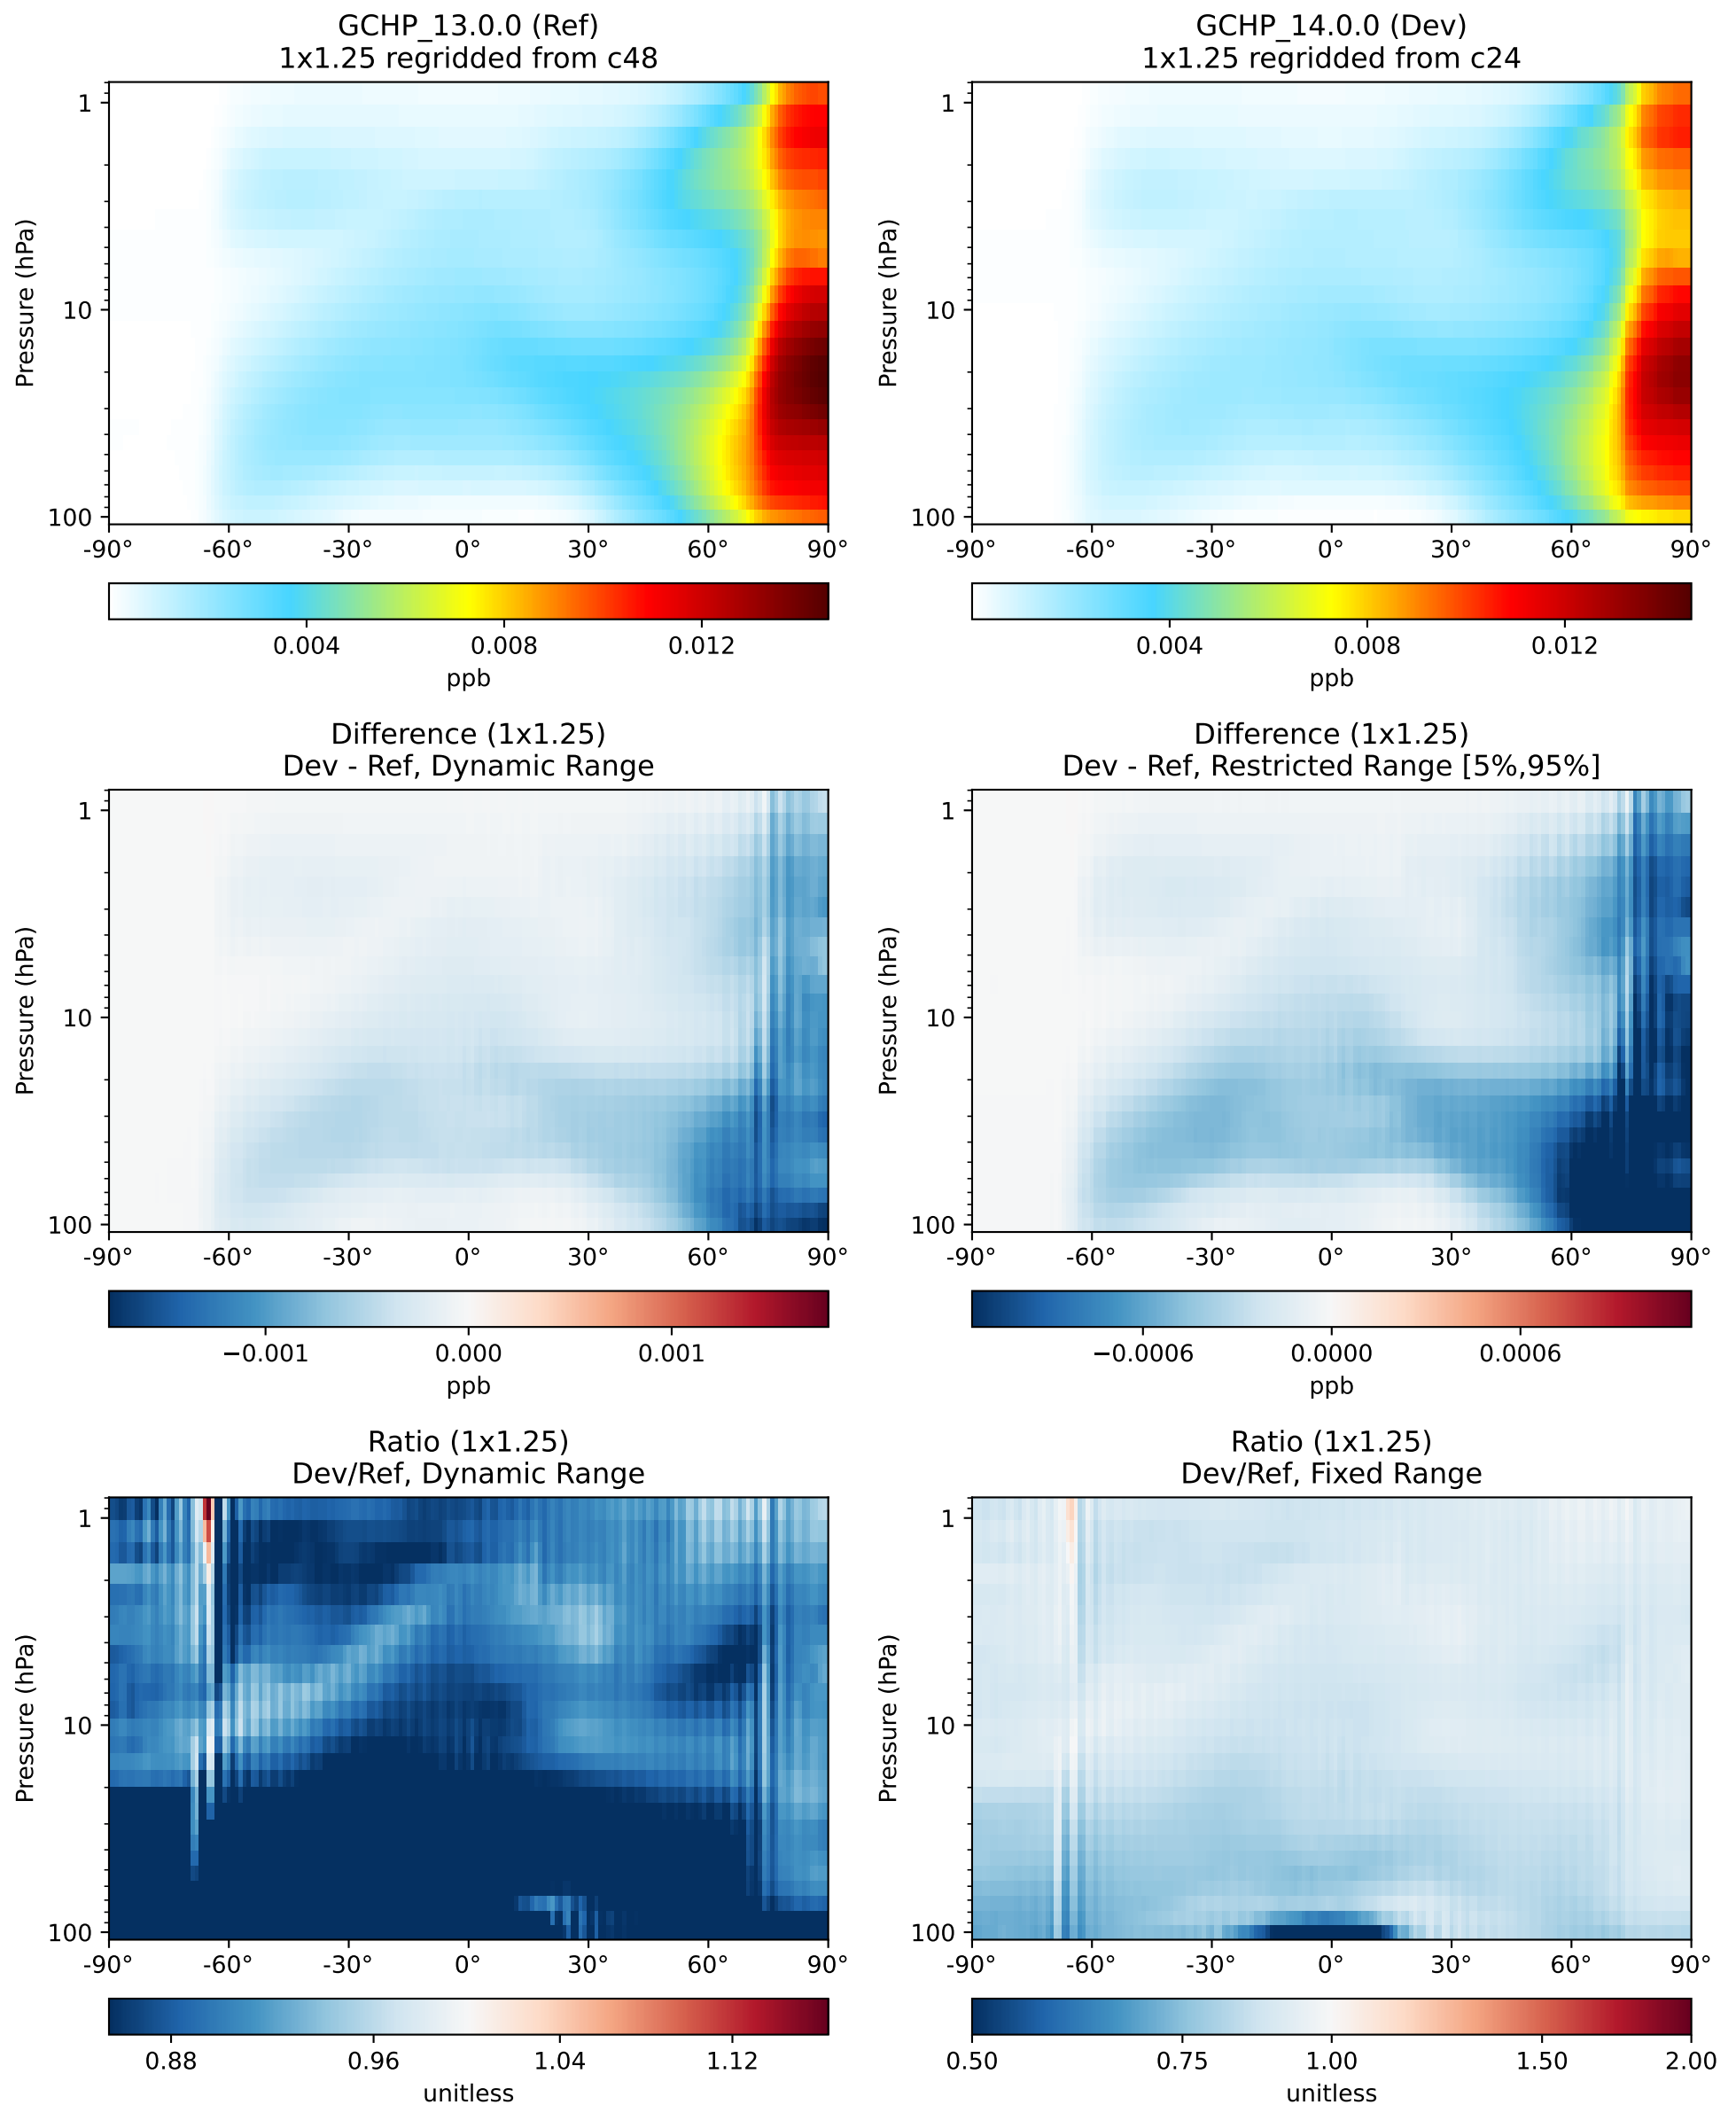 GCHP_13.0.0 (Ref)
1x1.25 regridded from c48
Pressure (hPa)
1
10
100
-90° -60° -30° 0° 30° 60° 90°
0.004 0.008 0.012
ppb
GCHP_14.0.0 (Dev)
1x1.25 regridded from c24
Pressure (hPa)
1
10
100
-90° -60° -30° 0° 30° 60° 90°
0.004 0.008 0.012
ppb
Difference (1x1.25)
Dev - Ref, Dynamic Range
Pressure (hPa)
1
10
100
-90° -60° -30° 0° 30° 60° 90°
−0.001 0.000 0.001
ppb
Difference (1x1.25)
Dev - Ref, Restricted Range [5%,95%]
Pressure (hPa)
1
10
100
-90° -60° -30° 0° 30° 60° 90°
−0.0006 0.0000 0.0006
ppb
Ratio (1x1.25)
Dev/Ref, Dynamic Range
Pressure (hPa)
1
10
100
-90° -60° -30° 0° 30° 60° 90°
0.88 0.96 1.04 1.12
unitless
Ratio (1x1.25)
Dev/Ref, Fixed Range
Pressure (hPa)
1
10
100
-90° -60° -30° 0° 30° 60° 90°
0.50 0.75 1.00 1.50 2.00
unitless